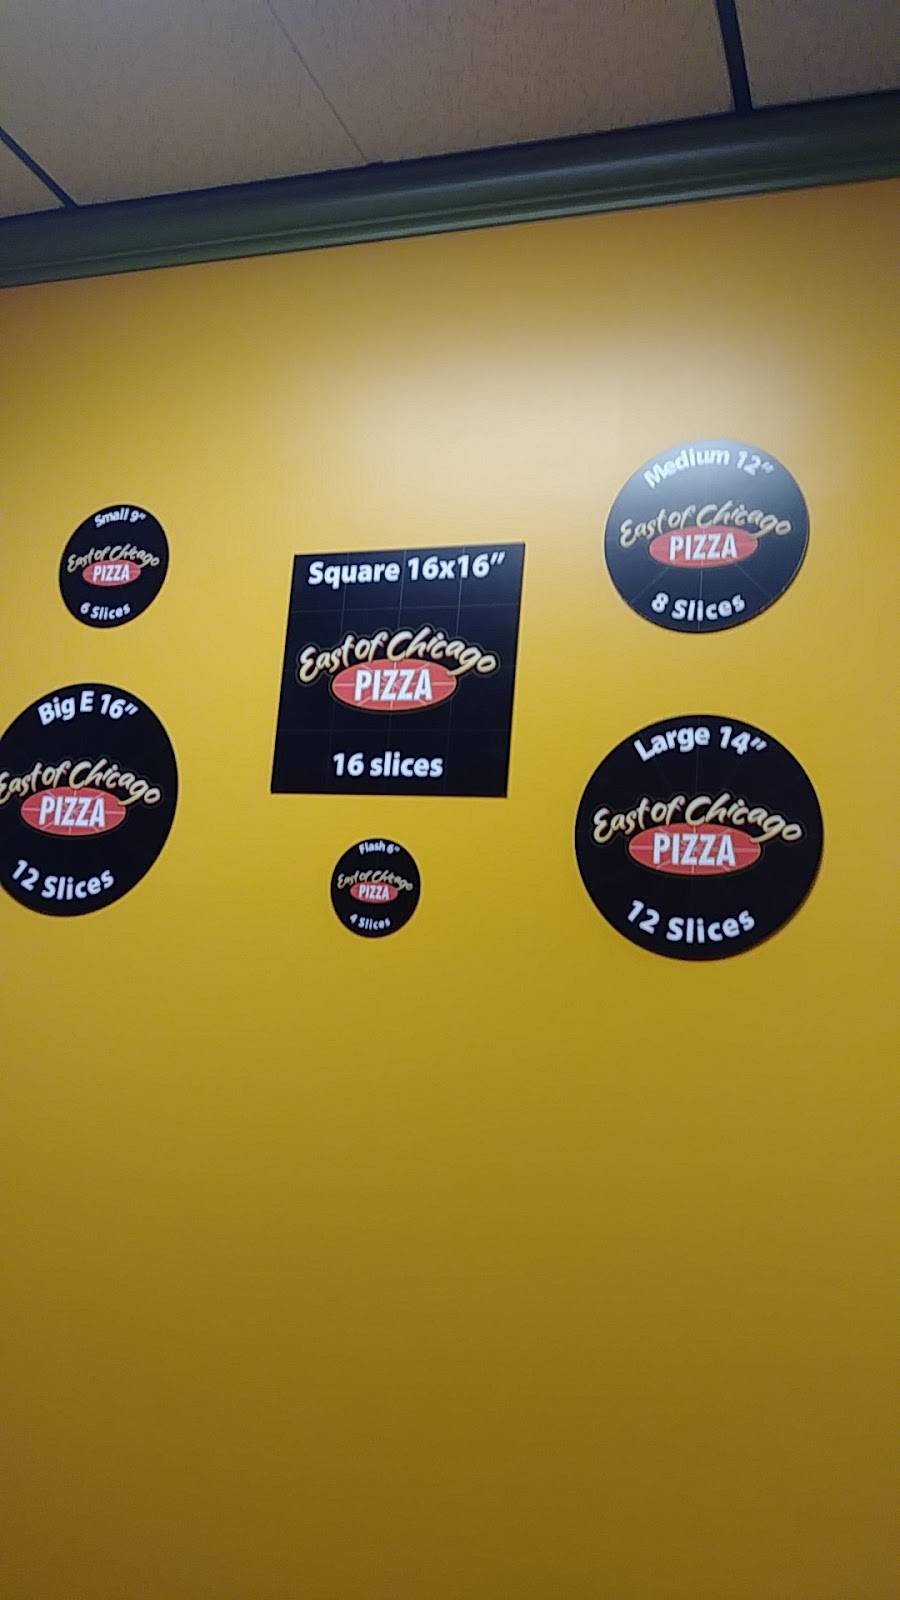 Small 9"
East of Chicago
PIZZA
6 Slices
Square 16x16"
East of Chicago
PIZZA
16 slices
Medium 12"
East of Chicago
PIZZA
8 Slices
Big E 16"
East of Chicago
PIZZA
12 Slices
Flash 6"
East of Chicago
PIZZA
4 Slices
Large 14"
East of Chicago
PIZZA
12 Slices